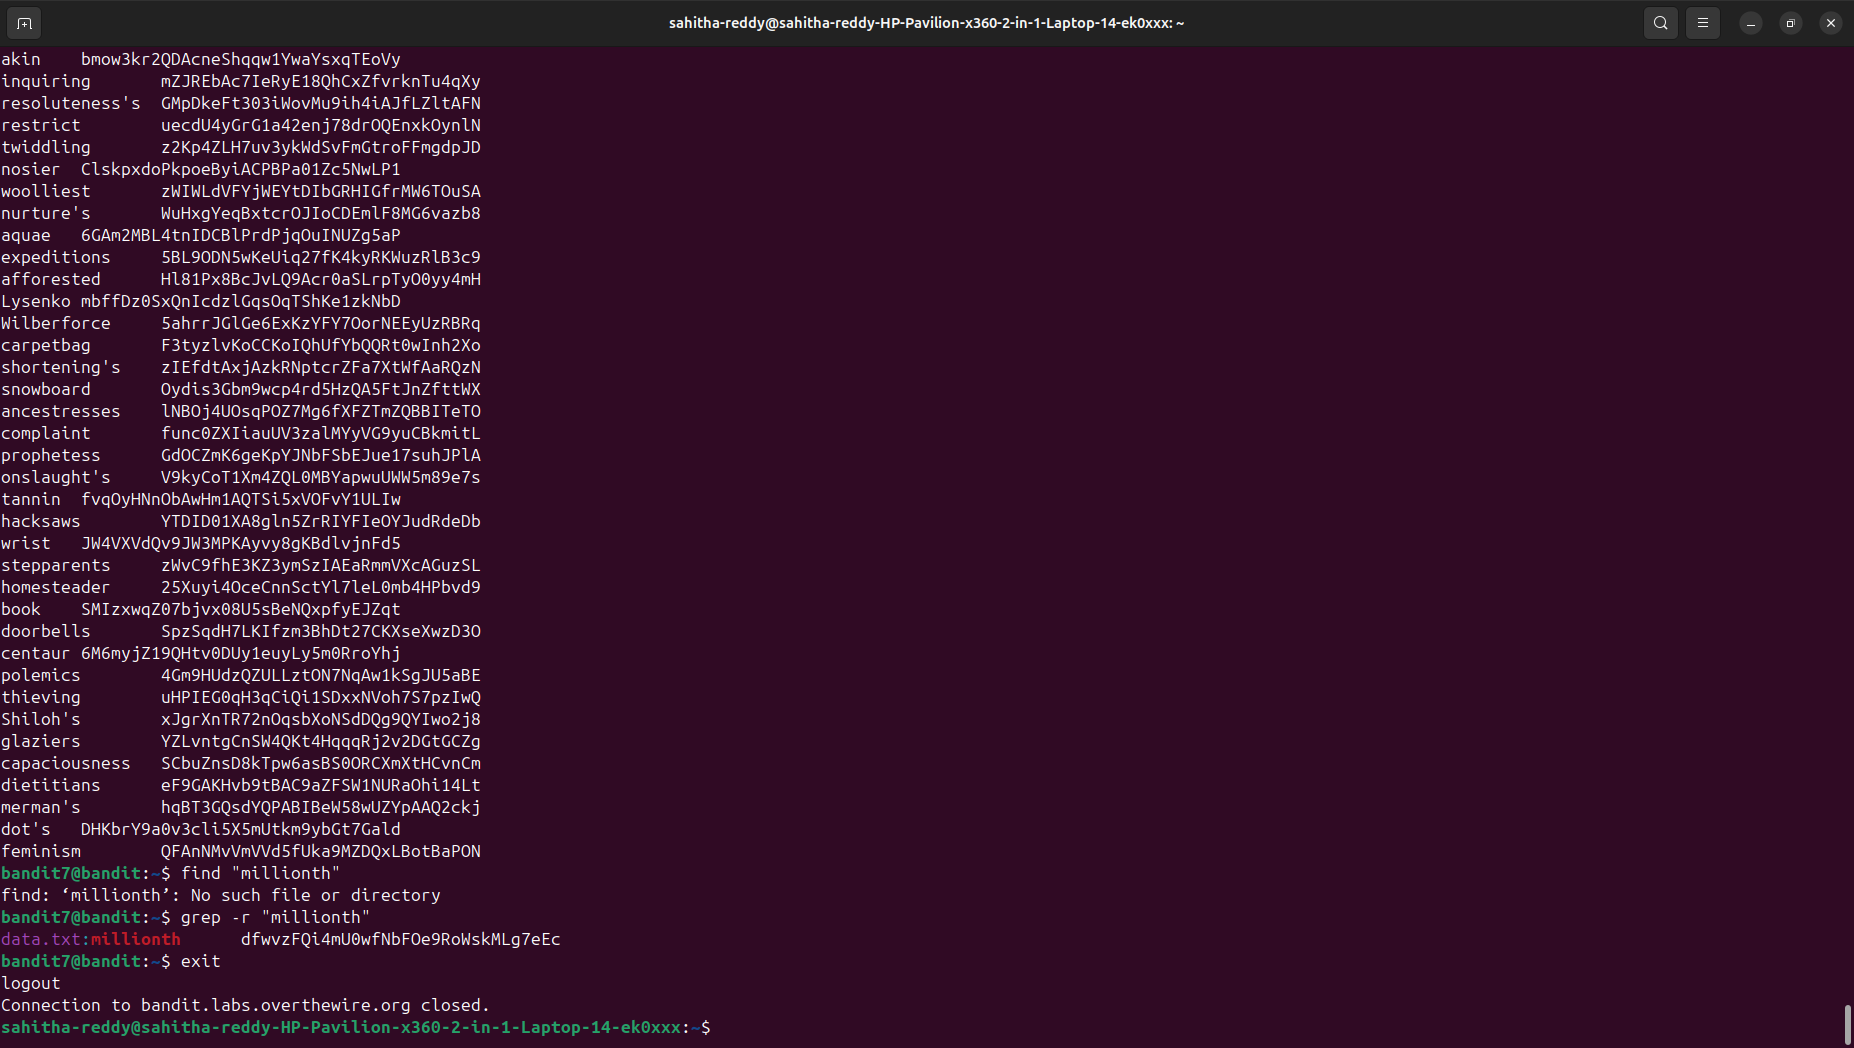 sahitha-reddy@sahitha-reddy-HP-Pavilion-x360-2-in-1-Laptop-14-ek0xxx: ~
akin    bmow3kr2QDAcneShqqw1YwaYsxqTEoVy
inquiring       mZJREbAc7IeRyE18QhCxZfvrknTu4qXy
resoluteness's  GMpDkeFt303iWovMu9ih4iAJfLZltAFN
restrict        uecdU4yGrG1a42enj78drOQEnxkOynlN
twiddling       z2Kp4ZLH7uv3ykWdSvFmGtroFFmgdpJD
nosier  ClskpxdoPkpoeByiACPBPa01Zc5NwLP1
woolliest       zWIWLdVFYjWEYtDIbGRHIGfrMW6TOuSA
nurture's       WuHxgYeqBxtcrOJIoCDEmlF8MG6vazb8
aquae   6GAm2MBL4tnIDCBlPrdPjqOuINUZg5aP
expeditions     5BL9ODN5wKeUiq27fK4kyRKWuzRlB3c9
afforested      Hl81Px8BcJvLQ9Acr0aSLrpTyO0yy4mH
Lysenko mbffDz0SxQnIcdzlGqsOqTShKe1zkNbD
Wilberforce     5ahrrJGlGe6ExKzYFY7OorNEEyUzRBRq
carpetbag       F3tyzlvKoCCKoIQhUfYbQQRt0wInh2Xo
shortening's    zIEfdtAxjAzkRNptcrZFa7XtWfAaRQzN
snowboard       Oydis3Gbm9wcp4rd5HzQA5FtJnZfttWX
ancestresses    lNBOj4UOsqPOZ7Mg6fXFZTmZQBBITeTO
complaint       func0ZXIiauUV3zalMYyVG9yuCBkmitL
prophetess      GdOCZmK6geKpYJNbFSbEJue17suhJPlA
onslaught's     V9kyCoT1Xm4ZQL0MBYapwuUWW5m89e7s
tannin  fvqOyHNnObAwHm1AQTSi5xVOFvY1ULIw
hacksaws        YTDID01XA8gln5ZrRIYFIeOYJudRdeDb
wrist   JW4VXVdQv9JW3MPKAyvy8gKBdlvjnFd5
stepparents     zWvC9fhE3KZ3ymSzIAEaRmmVXcAGuzSL
homesteader     25Xuyi4OceCnnSctYl7leL0mb4HPbvd9
book    SMIzxwqZ07bjvx08U5sBeNQxpfyEJZqt
doorbells       SpzSqdH7LKIfzm3BhDt27CKXseXwzD3O
centaur 6M6myjZ19QHtv0DUy1euyLy5m0RroYhj
polemics        4Gm9HUdzQZULLztON7NqAw1kSgJU5aBE
thieving        uHPIEG0qH3qCiQi1SDxxNVoh7S7pzIwQ
Shiloh's        xJgrXnTR72nOqsbXoNSdDQg9QYIwo2j8
glaziers        YZLvntgCnSW4QKt4HqqqRj2v2DGtGCZg
capaciousness   SCbuZnsD8kTpw6asBS0ORCXmXtHCvnCm
dietitians      eF9GAKHvb9tBAC9aZFSW1NURaOhi14Lt
merman's        hqBT3GQsdYQPABIBeW58wUZYpAAQ2ckj
dot's   DHKbrY9a0v3cli5X5mUtkm9ybGt7Gald
feminism        QFAnNMvVmVVd5fUka9MZDQxLBotBaPON
bandit7@bandit:~$ find "millionth"
find: ‘millionth’: No such file or directory
bandit7@bandit:~$ grep -r "millionth"
data.txt:millionth      dfwvzFQi4mU0wfNbFOe9RoWskMLg7eEc
bandit7@bandit:~$ exit
logout
Connection to bandit.labs.overthewire.org closed.
sahitha-reddy@sahitha-reddy-HP-Pavilion-x360-2-in-1-Laptop-14-ek0xxx:~$